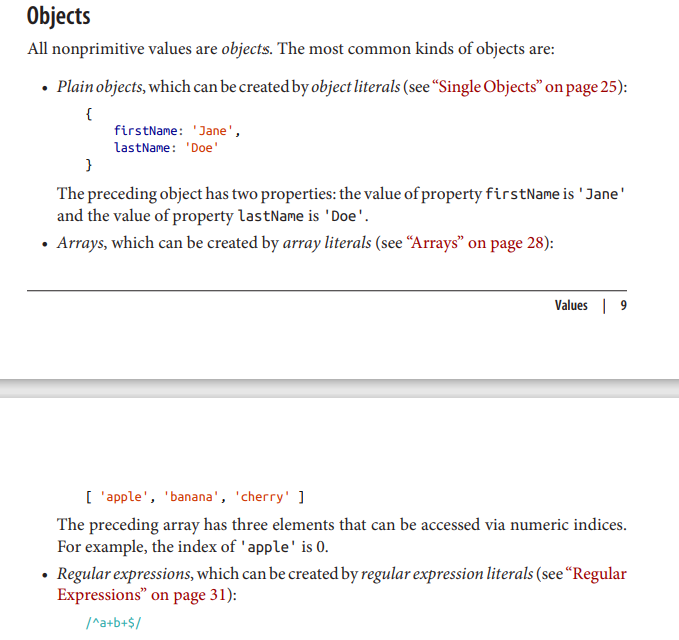 Objects
All nonprimitive values are objects. The most common kinds of objects are:
• Plain objects, which can be created by object literals (see “Single Objects” on page 25):
{
firstName: 'Jane',
lastName: 'Doe'
}
The preceding object has two properties: the value of property firstName is 'Jane'
and the value of property lastName is 'Doe'.
• Arrays, which can be created by array literals (see “Arrays” on page 28):
Values | 9
[ 'apple', 'banana', 'cherry' ]
The preceding array has three elements that can be accessed via numeric indices.
For example, the index of 'apple' is 0.
• Regular expressions, which can be created by regular expression literals (see “Regular
Expressions” on page 31):
/^a+b+$/